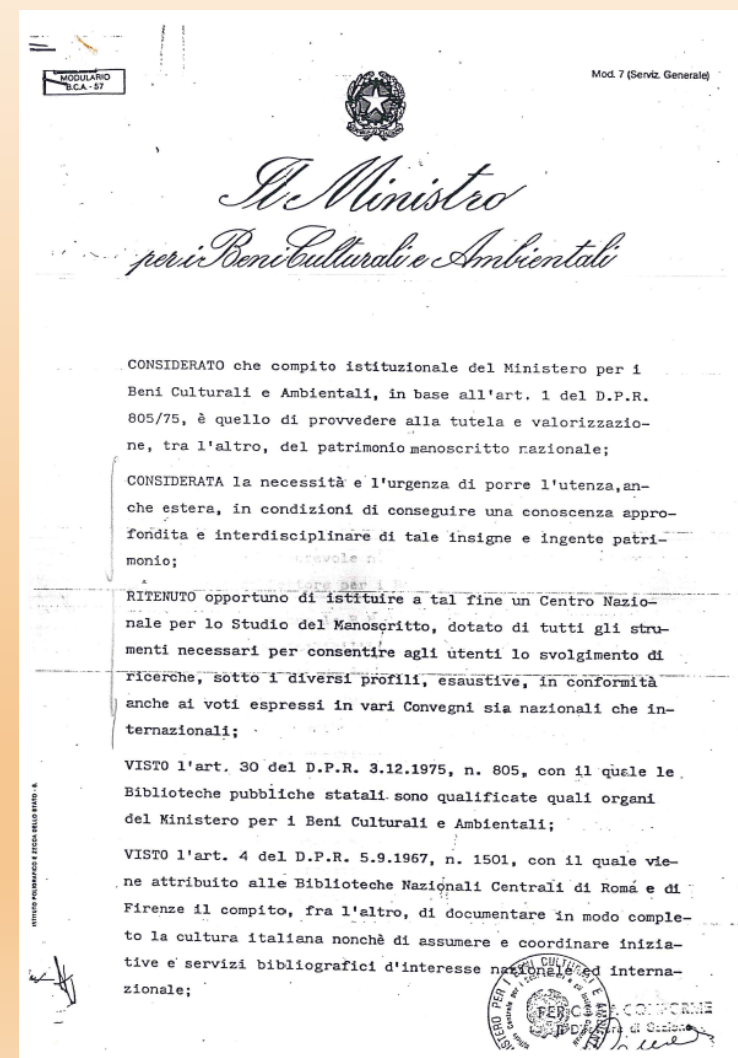 MODULARIO
B.C.A. - 57
Mod. 7 (Serviz. Generale)
Il Ministro
per i Beni Culturali e Ambientali
CONSIDERATO che compito istituzionale del Ministero per i
Beni Culturali e Ambientali, in base all'art. 1 del D.P.R.
805/75, è quello di provvedere alla tutela e valorizzazio-
ne, tra l'altro, del patrimonio manoscritto nazionale;
CONSIDERATA la necessità e l'urgenza di porre l'utenza,an-
che estera, in condizioni di conseguire una conoscenza appro-
fondita e interdisciplinare di tale insigne e ingente patri-
monio;
RITENUTO opportuno di istituire a tal fine un Centro Nazio-
nale per lo Studio del Manoscritto, dotato di tutti gli stru-
menti necessari per consentire agli utenti lo svolgimento di
ricerche, sotto i diversi profili, esaustive, in conformità
anche ai voti espressi in vari Convegni sia nazionali che in-
ternazionali;
VISTO l'art. 30 del D.P.R. 3.12.1975, n. 805, con il quale le
Biblioteche pubbliche statali sono qualificate quali organi
del Ministero per i Beni Culturali e Ambientali;
VISTO l'art. 4 del D.P.R. 5.9.1967, n. 1501, con il quale vie-
ne attribuito alle Biblioteche Nazionali Centrali di Roma e di
Firenze il compito, fra l'altro, di documentare in modo comple-
to la cultura italiana nonchè di assumere e coordinare inizia-
tive e servizi bibliografici d'interesse nazionale ed interna-
zionale;
ISTITUTO POLIGRAFICO E ZECCA DELLO STATO - S.
PER CONFORME